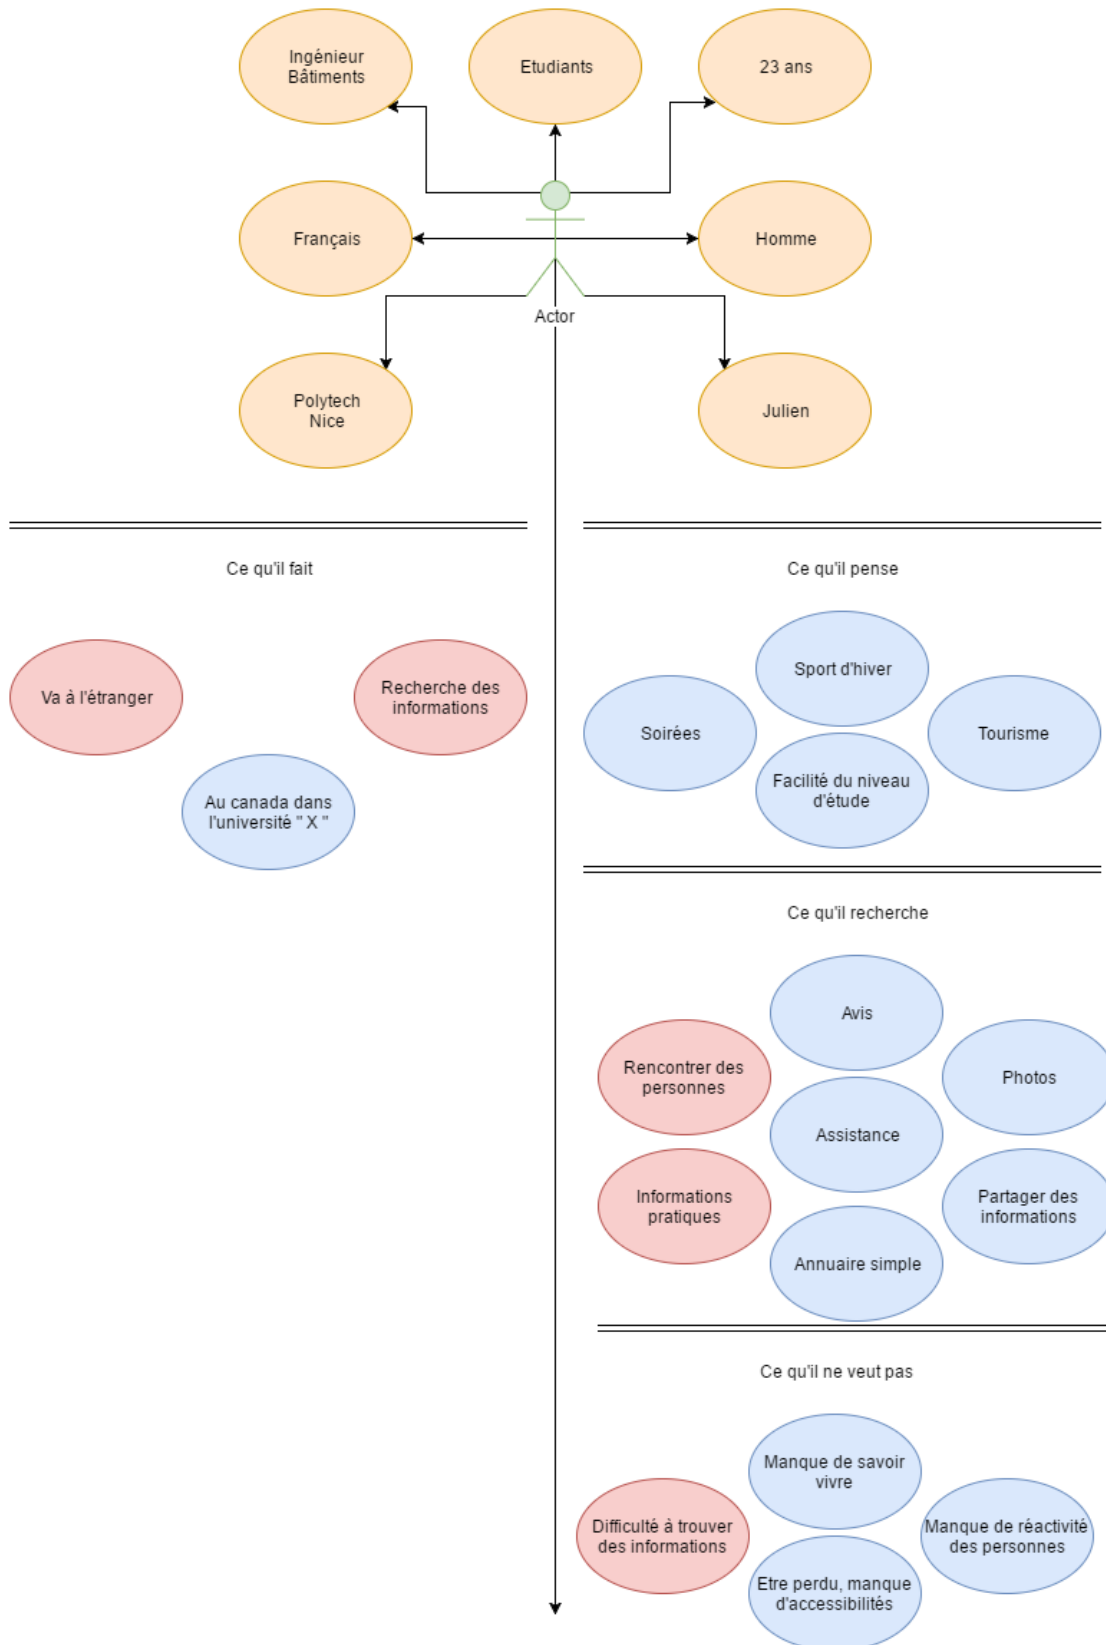 Ingénieur
Bâtiments
Etudiants
23 ans
Français
Homme
Actor
Polytech
Nice
Julien
Ce qu'il fait
Va à l'étranger
Recherche des
informations
Au canada dans
l'université " X "
Ce qu'il pense
Sport d'hiver
Soirées
Tourisme
Facilité du niveau
d'étude
Ce qu'il recherche
Avis
Rencontrer des
personnes
Photos
Assistance
Informations
pratiques
Partager des
informations
Annuaire simple
Ce qu'il ne veut pas
Manque de savoir
vivre
Difficulté à trouver
des informations
Manque de réactivité
des personnes
Etre perdu, manque
d'accessibilités